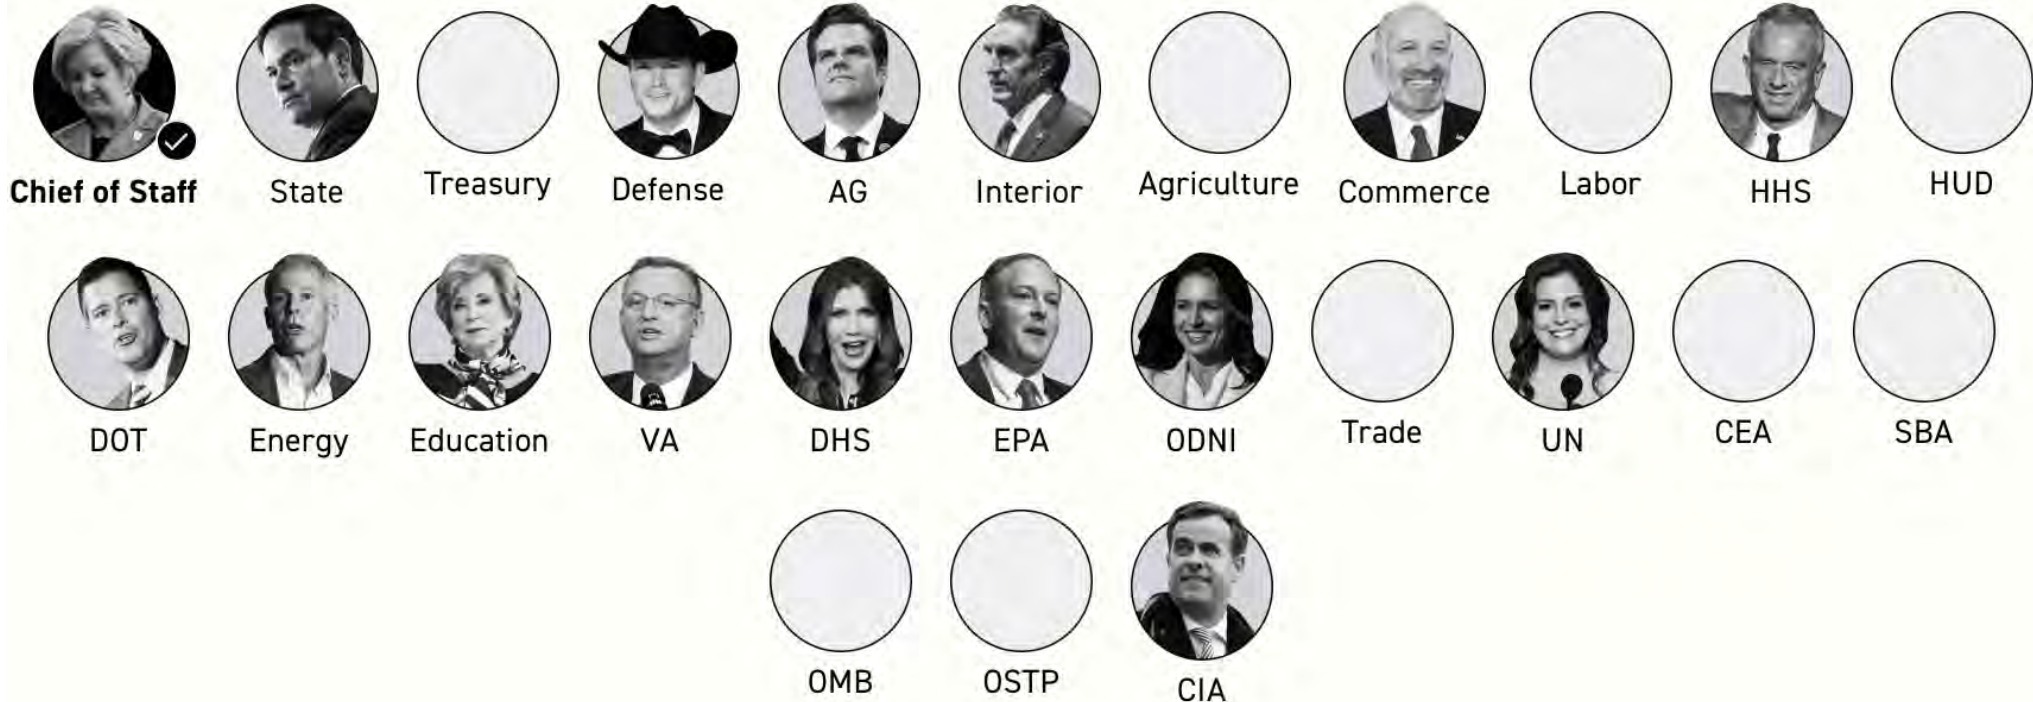 Chief of Staff
State
Treasury
Defense
AG
Interior
Agriculture
Commerce
Labor
HHS
HUD
DOT
Energy
Education
VA
DHS
EPA
ODNI
Trade
UN
CEA
SBA
OMB
OSTP
CIA